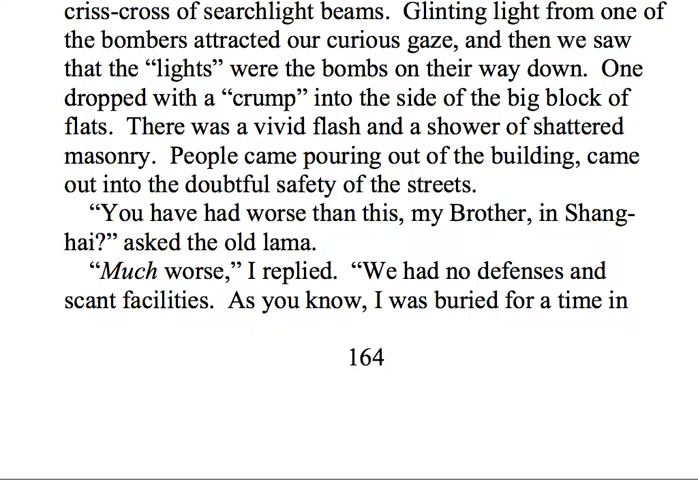 criss-cross of searchlight beams.  Glinting light from one of
the bombers attracted our curious gaze, and then we saw
that the “lights” were the bombs on their way down.  One
dropped with a “crump” into the side of the big block of
flats.  There was a vivid flash and a shower of shattered
masonry.  People came pouring out of the building, came
out into the doubtful safety of the streets.
“You have had worse than this, my Brother, in Shang-
hai?” asked the old lama.
“Much worse,” I replied.  “We had no defenses and
scant facilities.  As you know, I was buried for a time in
164